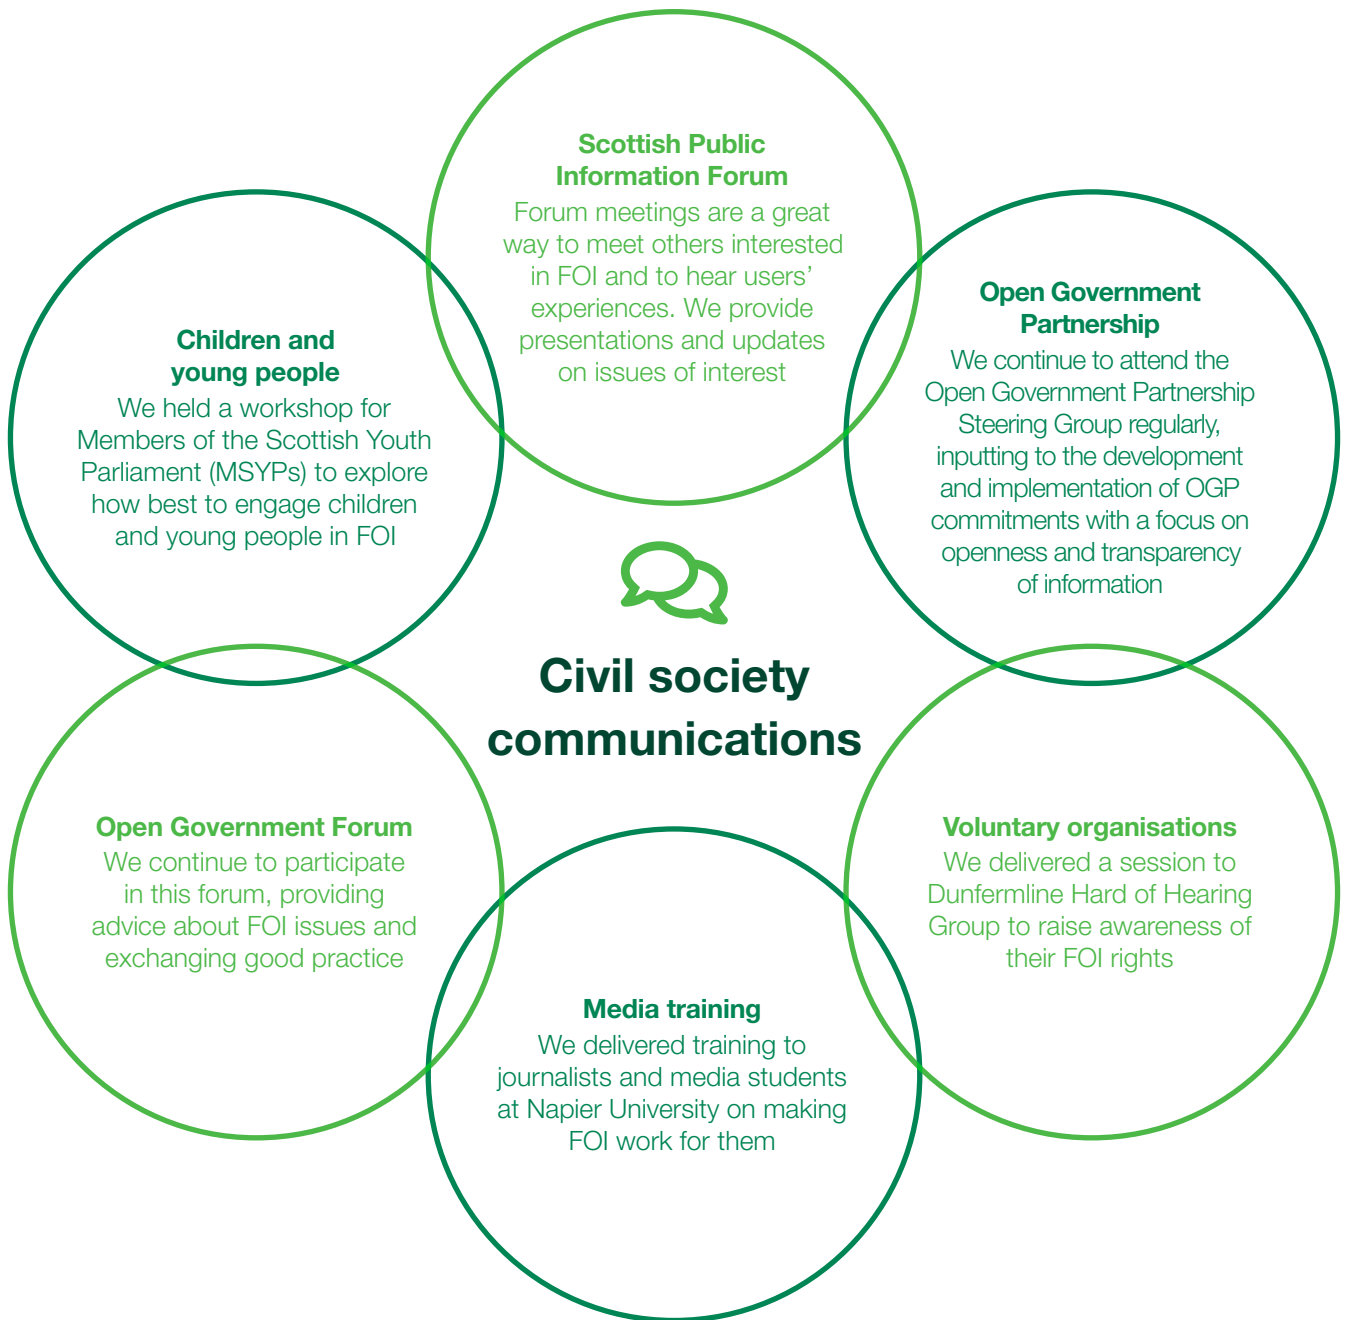 Scottish Public
Information Forum
Forum meetings are a great
way to meet others interested
in FOI and to hear users’
experiences. We provide
presentations and updates
on issues of interest
Open Government
Partnership
We continue to attend the
Open Government Partnership
Steering Group regularly,
inputting to the development
and implementation of OGP
commitments with a focus on
openness and transparency
of information
Children and
young people
We held a workshop for
Members of the Scottish Youth
Parliament (MSYPs) to explore
how best to engage children
and young people in FOI
Civil society
communications
Open Government Forum
We continue to participate
in this forum, providing
advice about FOI issues and
exchanging good practice
Voluntary organisations
We delivered a session to
Dunfermline Hard of Hearing
Group to raise awareness of
their FOI rights
Media training
We delivered training to
journalists and media students
at Napier University on making
FOI work for them